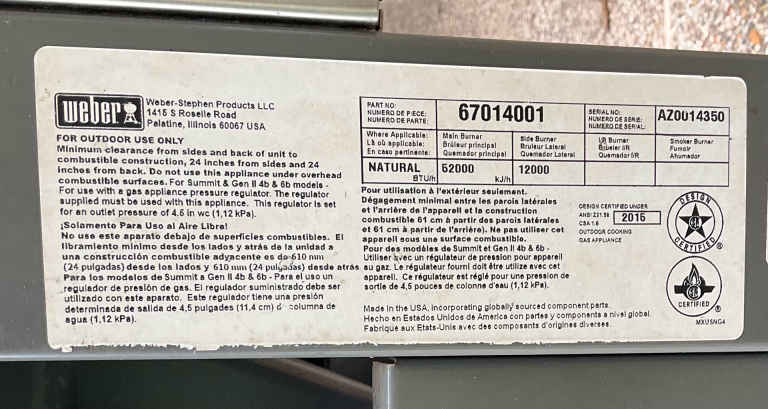 weber
Weber-Stephen Products LLC
1415 S Roselle Road
Palatine, Illinois 60067 USA
FOR OUTDOOR USE ONLY
Minimum clearance from sides and back of unit to
combustible construction, 24 inches from sides and 24
inches from back. Do not use this appliance under overhead
combustible surfaces. For Summit & Gen II 4b & 6b models -
For use with a gas appliance pressure regulator. The regulator
supplied must be used with this appliance. This regulator is set
for an outlet pressure of 4.5 in wc (1,12 kPa).
¡Solamente Para Uso al Aire Libre!
No use este aparato debajo de superficies combustibles. El
libramiento mínimo desde los lados y atrás de la unidad a
una construcción combustible adyacente es de 610 mm
(24 pulgadas) desde los lados y 610 mm (24 pulgadas) desde atrás
Para los modelos de Summit a Gen II 4b & 6b - Para el uso un
regulador de presión de gas. El regulador suministrado debe ser
utilizado con este aparato. Este regulador tiene una presión
determinada de salida de 4,5 pulgadas (11,4 cm) d columna de
agua (1,12 kPa).
PART NO:
NUMERO DE PIECE:
NUMERO DE PARTE:
67014001
SERIAL NO:
NUMERO DE SÉRIE:
NUMERO DE SERIAL:
AZ0014350
Where Applicable:
Là où applicable:
En caso pertinente:
Main Burner
Brûleur principal
Quemador principal
Side Burner
Bruleur Lateral
Quemador Lateral
I/R Burner
Brûleur I/R
Quemador I/R
Smoker Burner
Fumoir
Ahumador
NATURAL
BTU/h
52000
kJ/h
12000
Pour utilisation à l'extérieur seulement.
Dégagement minimal entre les parois latérales
et l'arrière de l'appareil et la construction
combustible 61 cm à partir des parois latérales
et 61 cm à partir de l'arrière). Ne pas utiliser cet
appareil sous une surface combustible.
Pour des modèles de Summit et Gen II 4b & 6b -
Utiliser avec un régulateur de pression pour appareil
au gaz. Le régulateur fourni doit être utilize avec cet
appareil. Ce régulateur et réglé pour une pression de
sortie de 4,5 pouces de colonne d'eau (1,12 kPa).
DESIGN CERTIFIED UNDER
ANSI Z21.58
CSA 1.6
2015
OUTDOOR COOKING
GAS APPLIANCE
DESIGN
CERTIFIED
®
CERTIFIED
®
MXUSNG4
Made in the USA, incorporating globally sourced component parts.
Hecho en Estados Unidos de America con partes y components a nivel global.
Fabriqué aux Etats-Unis avec des composants d'origines diverses.